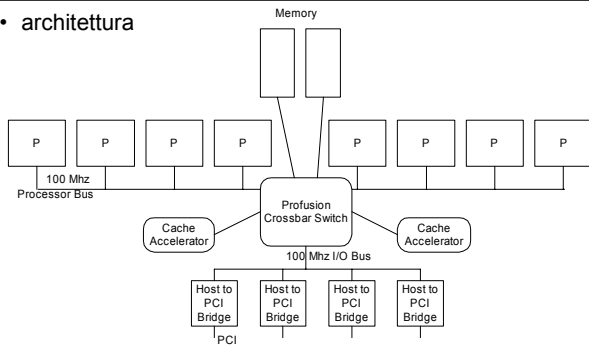 • architettura
Memory
P P P P P P P P
100 Mhz
Processor Bus
Profusion
Crossbar Switch
Cache
Accelerator
Cache
Accelerator
100 Mhz I/O Bus
Host to
PCI
Bridge
Host to
PCI
Bridge
Host to
PCI
Bridge
Host to
PCI
Bridge
PCI